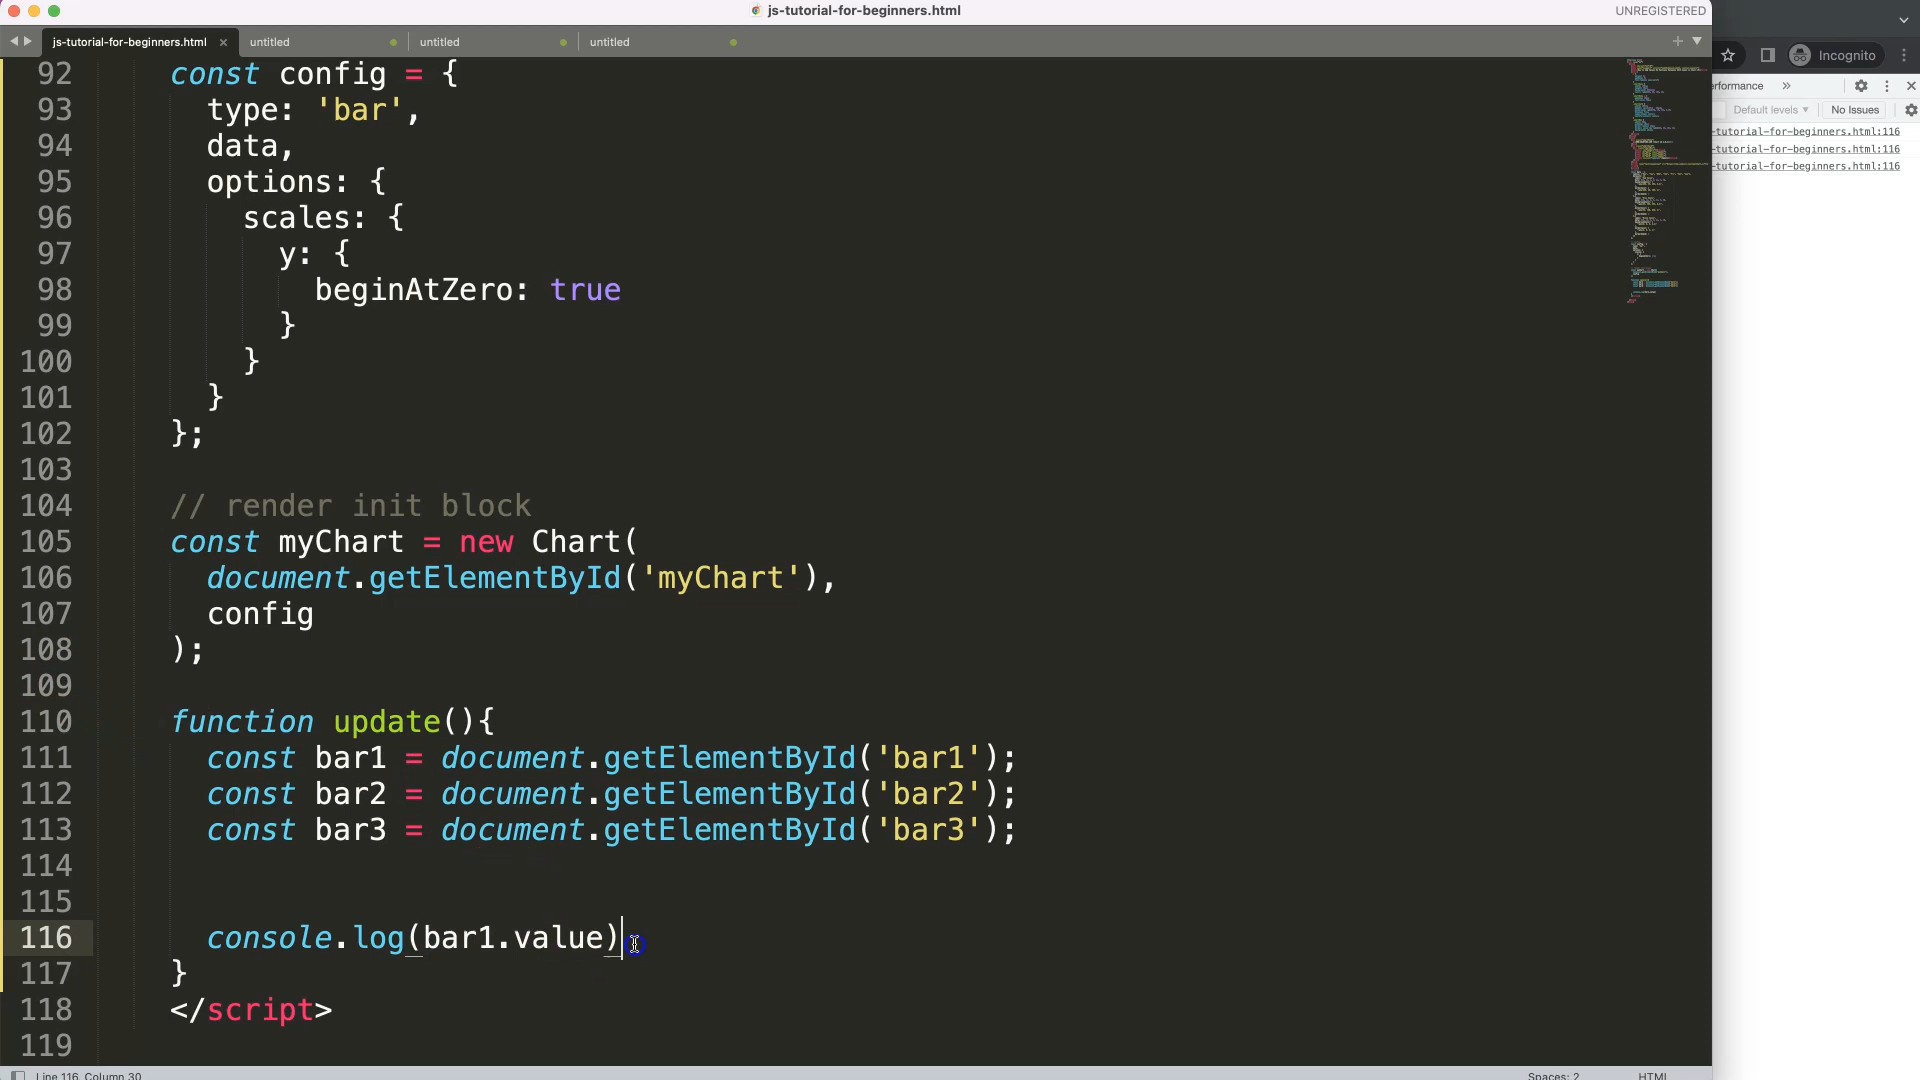 js-tutorial-for-beginners.html
UNREGISTERED
js-tutorial-for-beginners.html × untitled untitled untitled
Incognito
92 const config = {
93 type: 'bar',
94 data,
95 options: {
96 scales: {
97 y: {
98 beginAtZero: true
99 }
100 }
101 }
102 };
103
104 // render init block
105 const myChart = new Chart(
106 document.getElementById('myChart'),
107 config
108 );
109
110 function update(){
111 const bar1 = document.getElementById('bar1');
112 const bar2 = document.getElementById('bar2');
113 const bar3 = document.getElementById('bar3');
114
115
116 console.log(bar1.value)
117 }
118 </script>
119
erformance »
Default levels ▼ No Issues
-tutorial-for-beginners.html:116
-tutorial-for-beginners.html:116
-tutorial-for-beginners.html:116
Line 116, Column 30
Spaces: 2
HTML